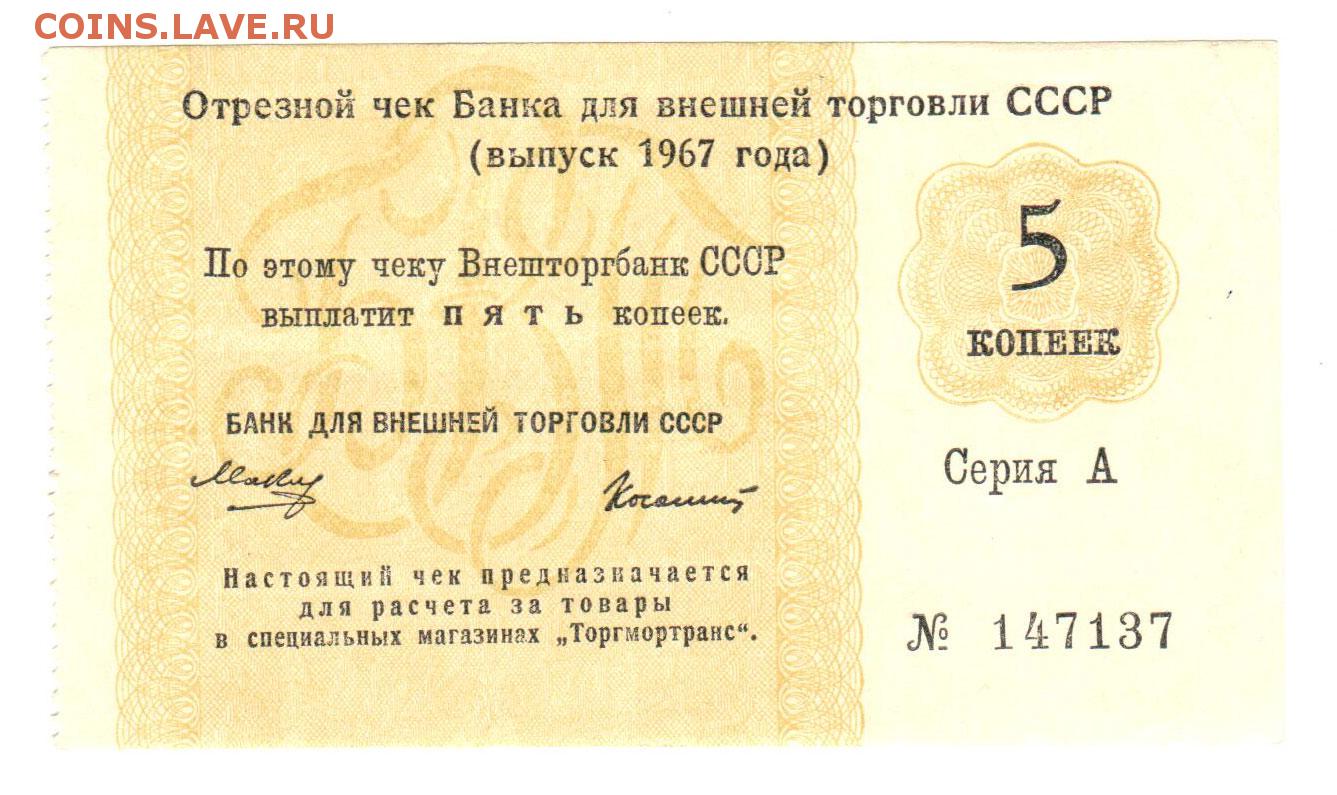 COINS.LAVE.RU
Отрезной чек Банка для внешней торговли СССР
(выпуск 1967 года)
По этому чеку Внешторгбанк СССР
выплатит пять копеек.
5
КОПЕЕК
БАНК ДЛЯ ВНЕШНЕЙ ТОРГОВЛИ СССР
Серия А
Настоящий чек предназначается
для расчета за товары
в специальных магазинах „Торгмортранс“.
№ 147137